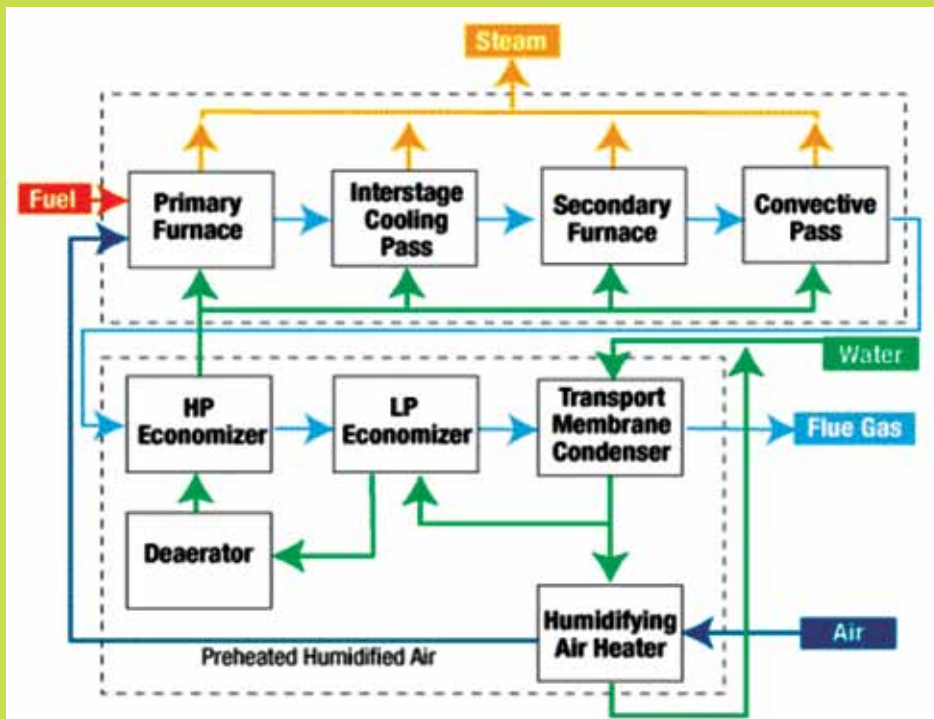 Steam
Fuel
Primary
Furnace
Interstage
Cooling
Pass
Secondary
Furnace
Convective
Pass
Water
HP
Economizer
LP
Economizer
Transport
Membrane
Condenser
Flue Gas
Deaerator
Humidifying
Air Heater
Air
Preheated Humidified Air